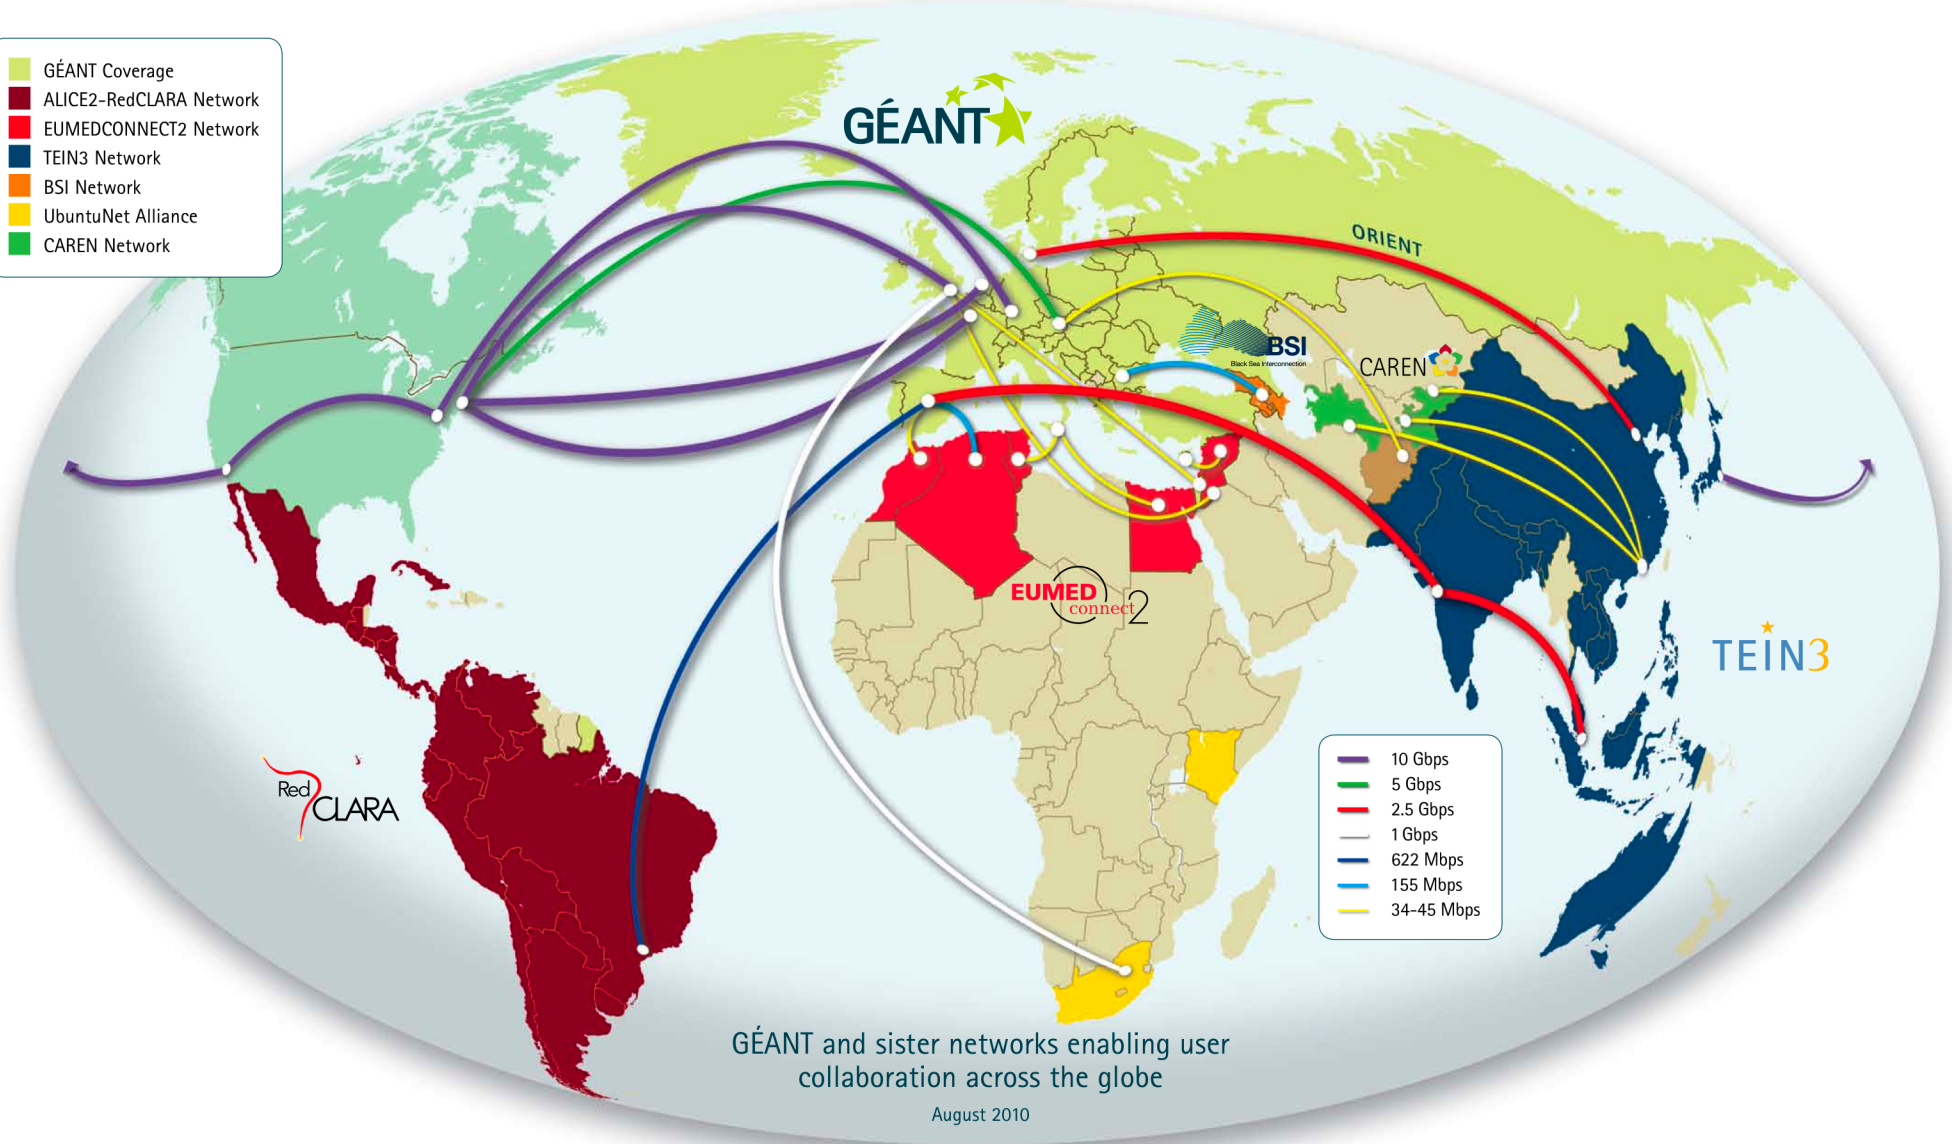 GÉANT Coverage
ALICE2-RedCLARA Network
EUMEDCONNECT2 Network
TEIN3 Network
BSI Network
UbuntuNet Alliance
CAREN Network
GÉANT
ORIENT
BSI
Black Sea Interconnection
CAREN
EUMED
connect2
TEIN3
Red
CLARA
10 Gbps
5 Gbps
2.5 Gbps
1 Gbps
622 Mbps
155 Mbps
34-45 Mbps
GÉANT and sister networks enabling user
collaboration across the globe
August 2010